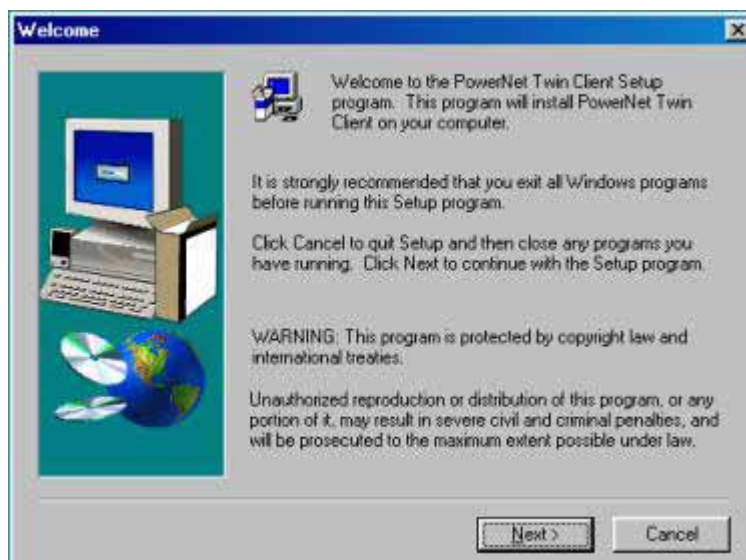 Welcome
Welcome to the PowerNet Twin Client Setup
program. This program will install PowerNet Twin
Client on your computer.
It is strongly recommended that you exit all Windows programs
before running this Setup program.
Click Cancel to quit Setup and then close any programs you
have running. Click Next to continue with the Setup program.
WARNING: This program is protected by copyright law and
international treaties.
Unauthorized reproduction or distribution of this program, or any
portion of it, may result in severe civil and criminal penalties, and
will be prosecuted to the maximum extent possible under law.
Next >
Cancel